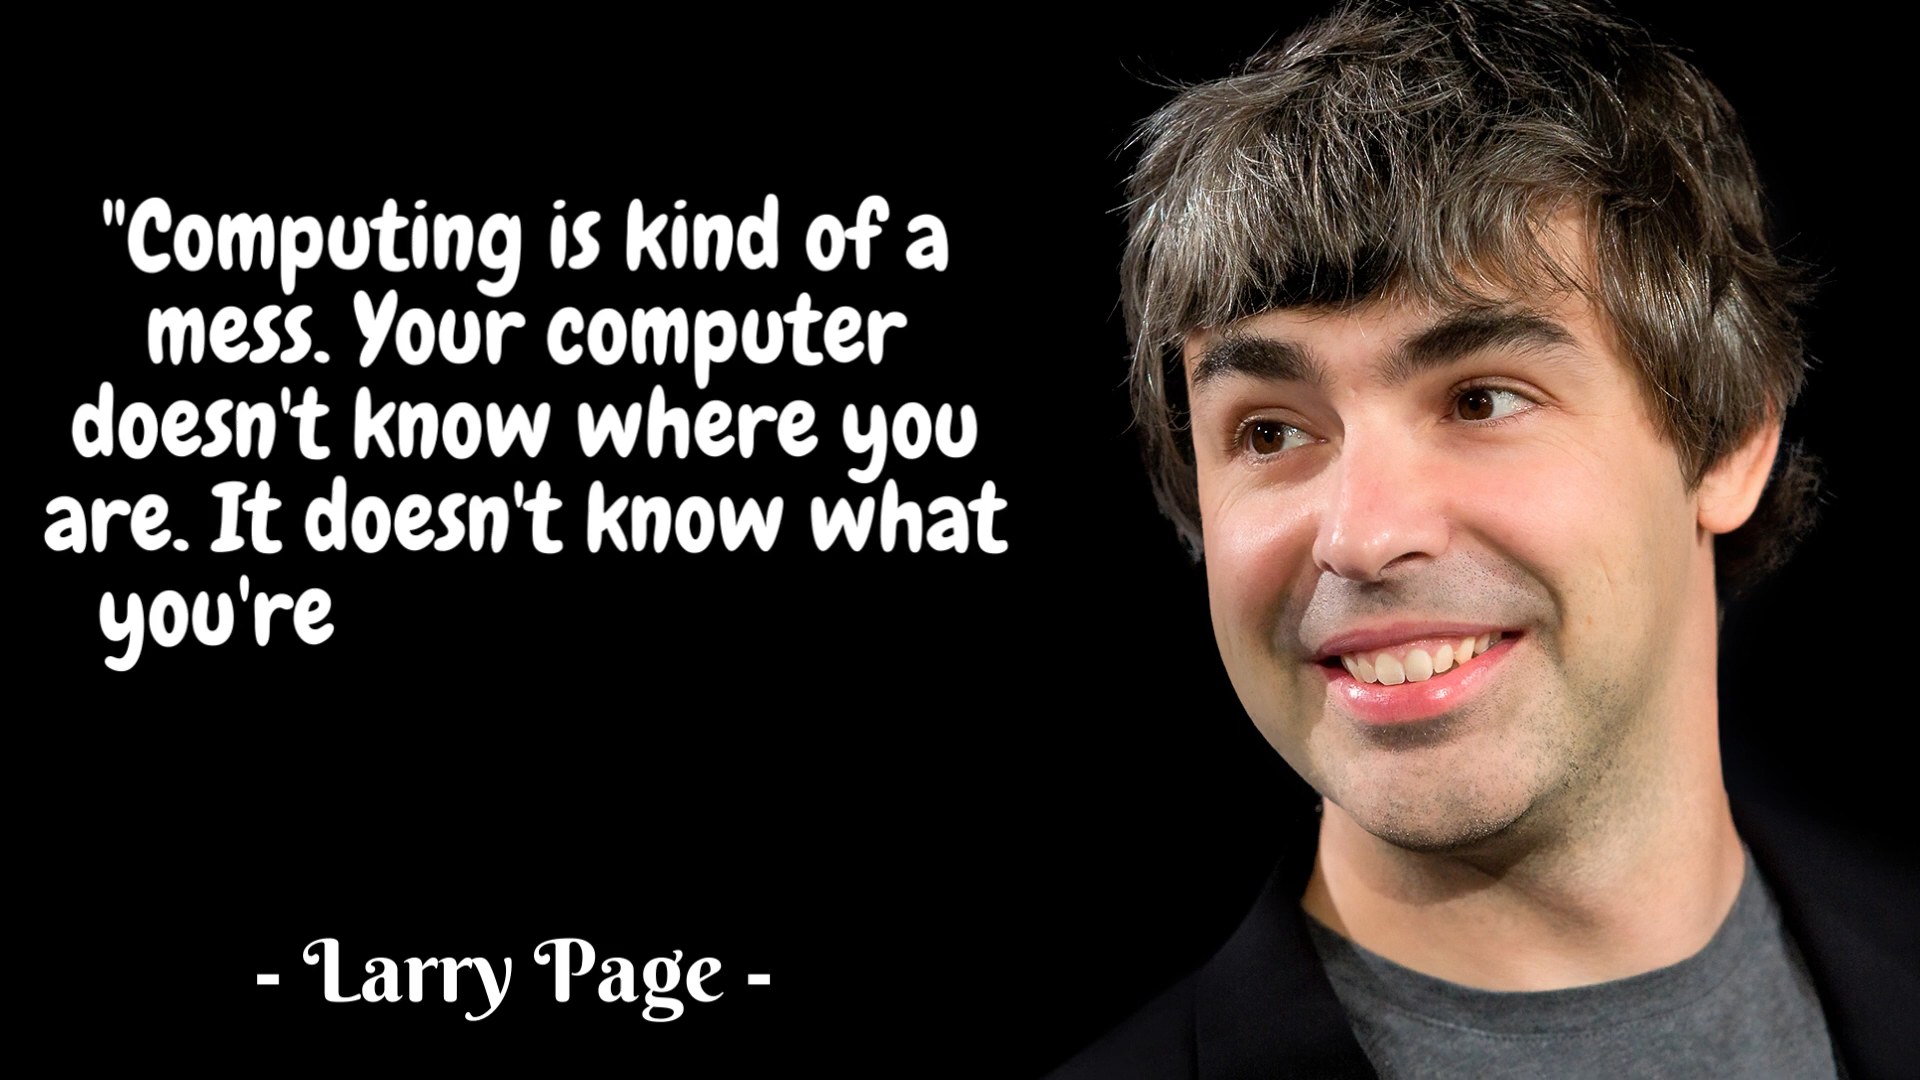 "Computing is kind of a
mess. Your computer
doesn't know where you
are. It doesn't know what
you're
- Larry Page -